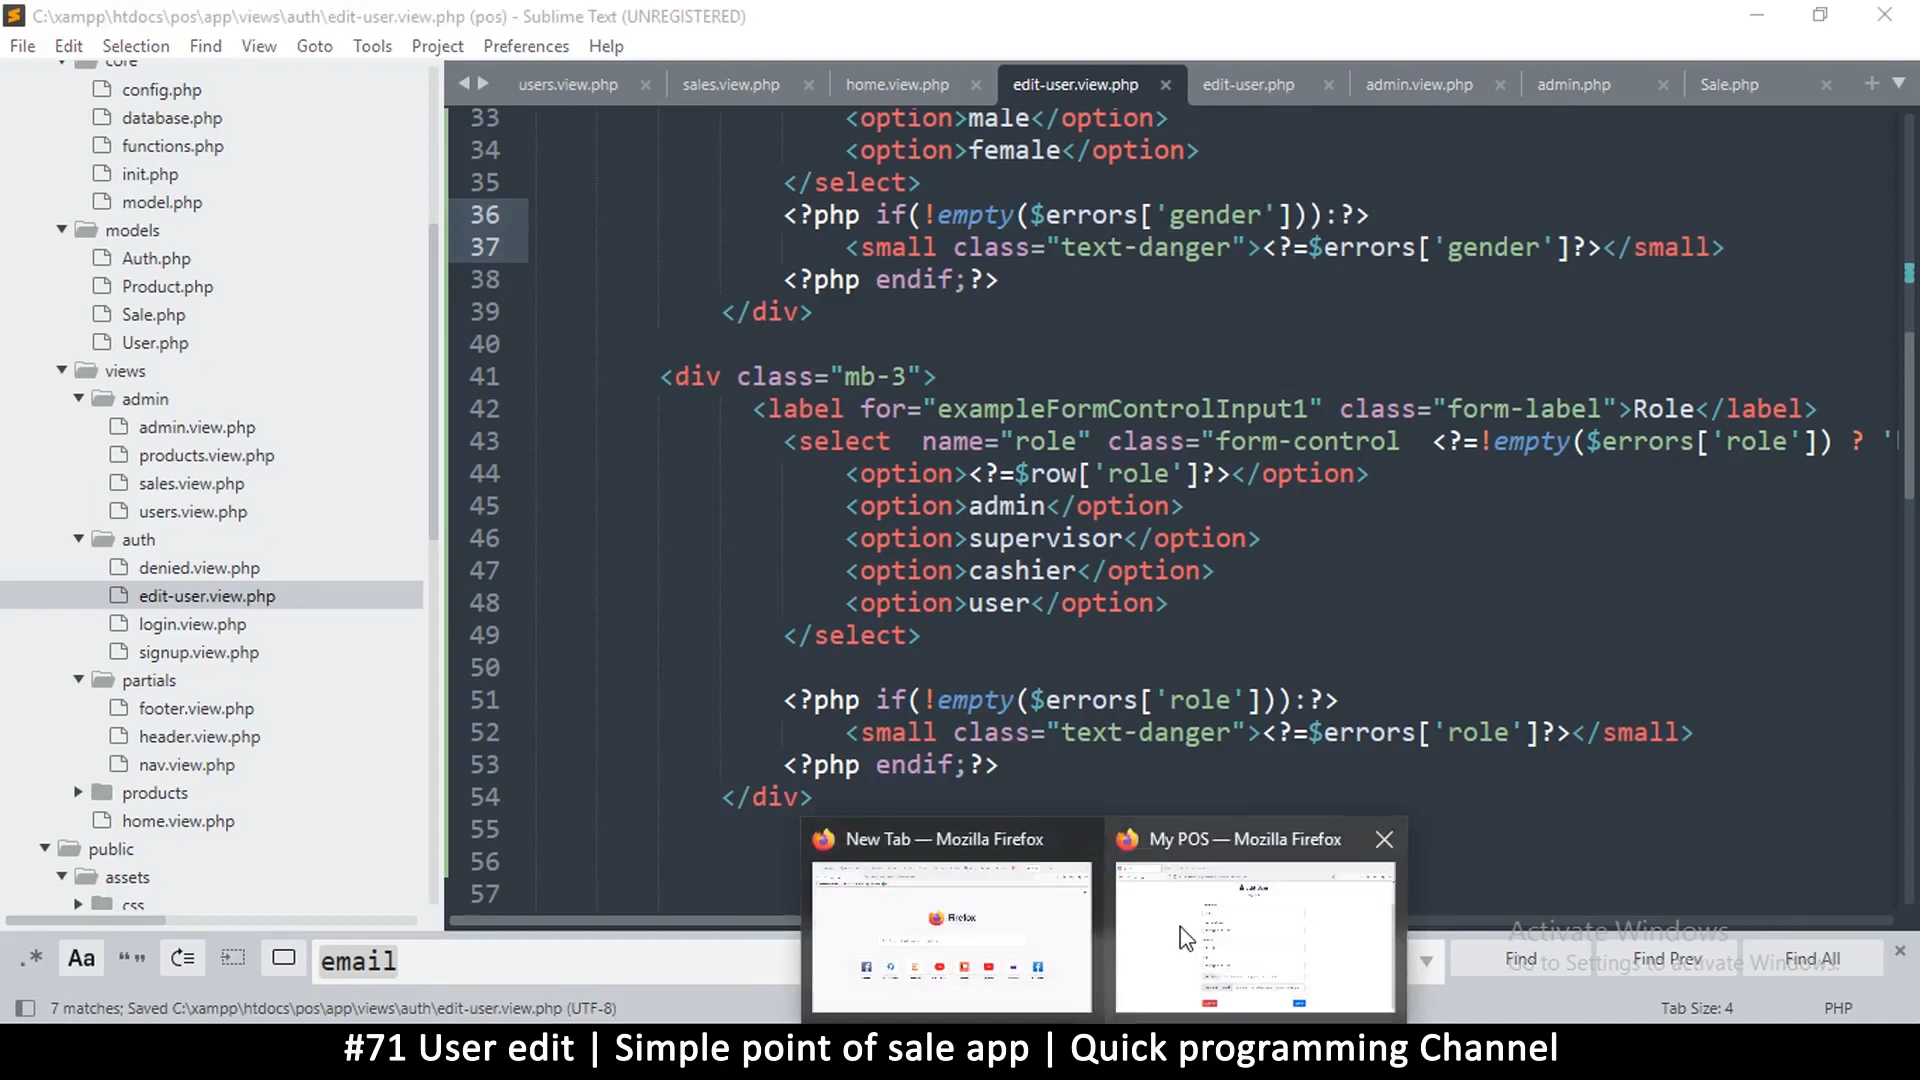 C:\xampp\htdocs\pos\app\views\auth\edit-user.view.php (pos) - Sublime Text (UNREGISTERED)
File Edit Selection Find View Goto Tools Project Preferences Help
core
config.php
database.php
functions.php
init.php
model.php
models
Auth.php
Product.php
Sale.php
User.php
views
admin
admin.view.php
products.view.php
sales.view.php
users.view.php
auth
denied.view.php
edit-user.view.php
login.view.php
signup.view.php
partials
footer.view.php
header.view.php
nav.view.php
products
home.view.php
public
assets
css
users.view.php sales.view.php home.view.php edit-user.view.php edit-user.php admin.view.php admin.php Sale.php
33 <option>male</option>
34 <option>female</option>
35 </select>
36 <?php if(!empty($errors['gender'])):?>
37 <small class="text-danger"><?=$errors['gender']?></small>
38 <?php endif;?>
39 </div>
40
41 <div class="mb-3">
42 <label for="exampleFormControlInput1" class="form-label">Role</label>
43 <select  name="role" class="form-control  <?=!empty($errors['role']) ? '
44 <option><?=$row['role']?></option>
45 <option>admin</option>
46 <option>supervisor</option>
47 <option>cashier</option>
48 <option>user</option>
49 </select>
50
51 <?php if(!empty($errors['role'])):?>
52 <small class="text-danger"><?=$errors['role']?></small>
53 <?php endif;?>
54 </div>
55
56
57
New Tab — Mozilla Firefox
My POS — Mozilla Firefox
Firefox
Activate Windows
Go to Settings to activate Windows.
.* Aa “” email Find Find Prev Find All
7 matches; Saved C:\xampp\htdocs\pos\app\views\auth\edit-user.view.php (UTF-8) Tab Size: 4 PHP
#71 User edit | Simple point of sale app | Quick programming Channel